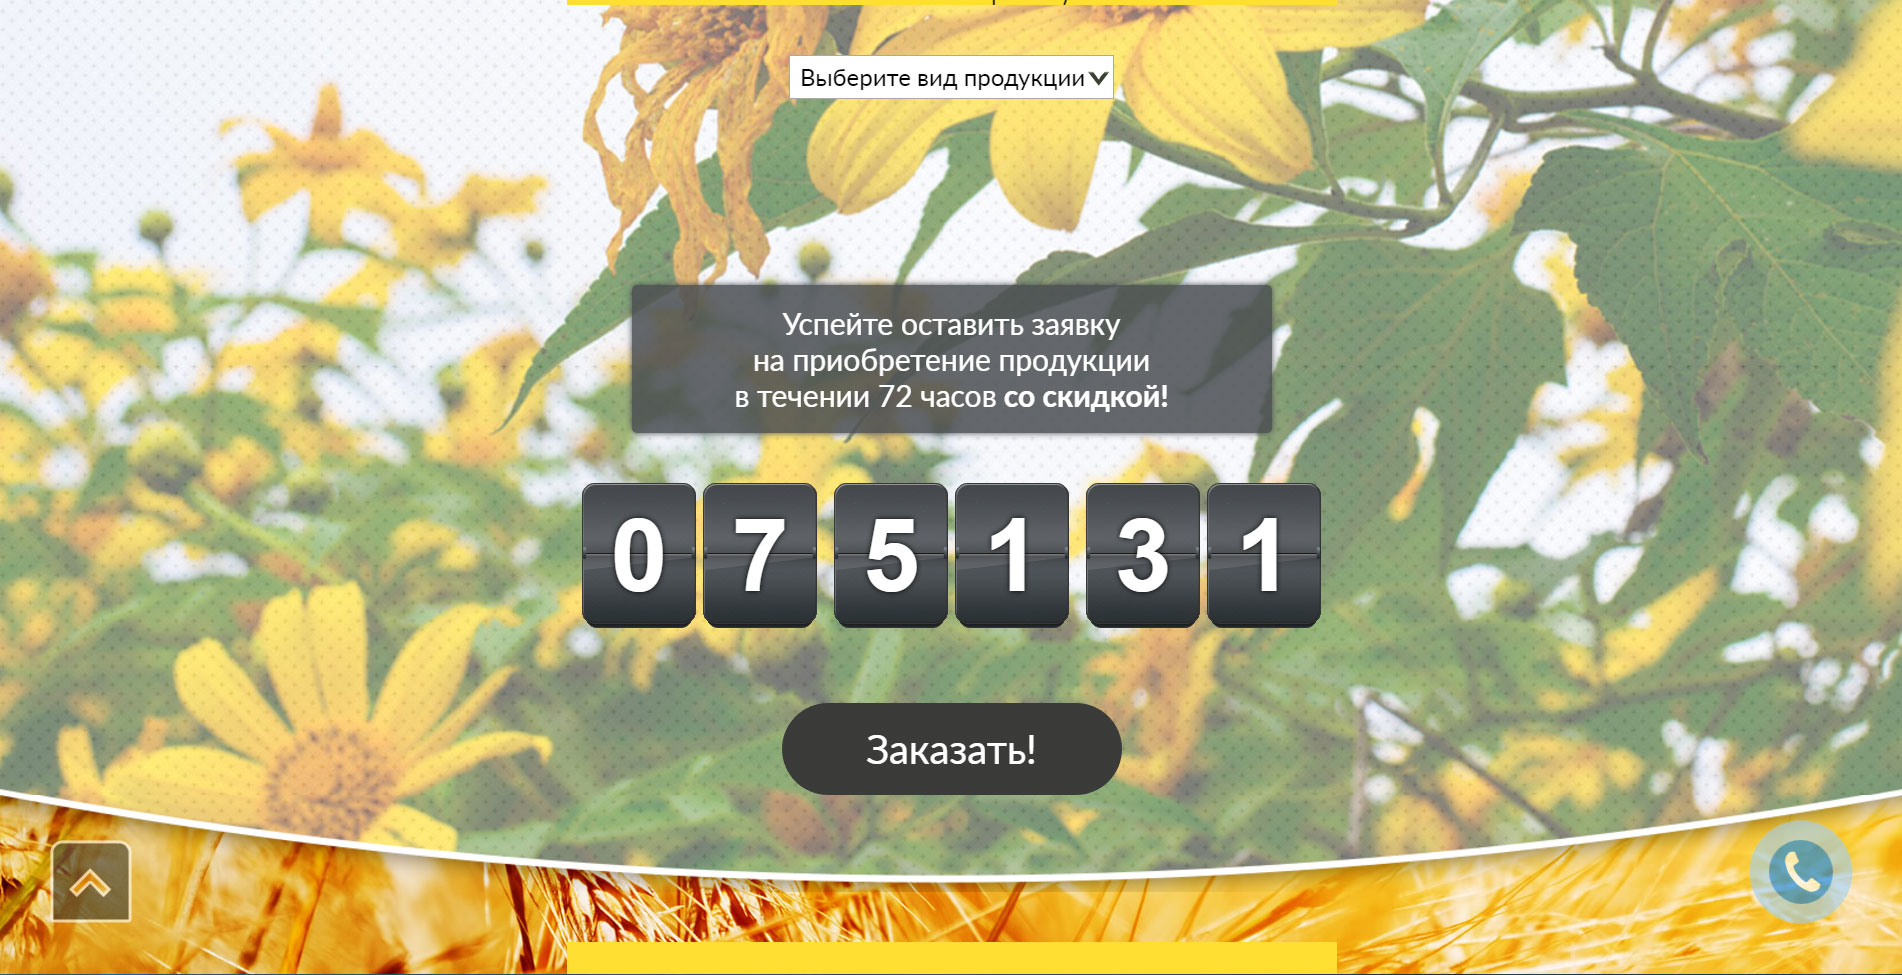 Выберите вид продукции
Успейте оставить заявку
на приобретение продукции
в течении 72 часов со скидкой!
07 51 31
Заказать!